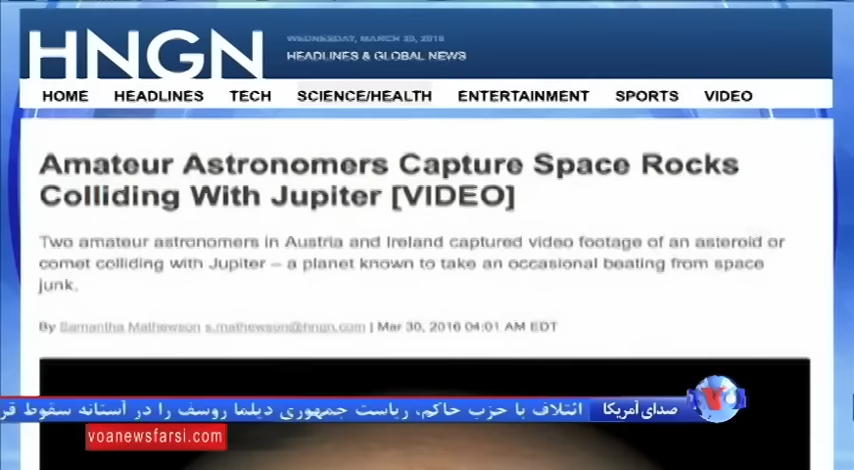 HNGN
WEDNESDAY, MARCH 30, 2016
HEADLINES & GLOBAL NEWS
HOME HEADLINES TECH SCIENCE/HEALTH ENTERTAINMENT SPORTS VIDEO
Amateur Astronomers Capture Space Rocks
Colliding With Jupiter [VIDEO]
Two amateur astronomers in Austria and Ireland captured video footage of an asteroid or
comet colliding with Jupiter – a planet known to take an occasional beating from space
junk.
By Samantha Mathewson s.mathewson@hngn.com | Mar 30, 2016 04:01 AM EDT
صدای آمریکا
ائتلاف با حزب حاکم، ریاست جمهوری دیلما روسف را در آستانه سقوط قر
VOA
voanewsfarsi.com